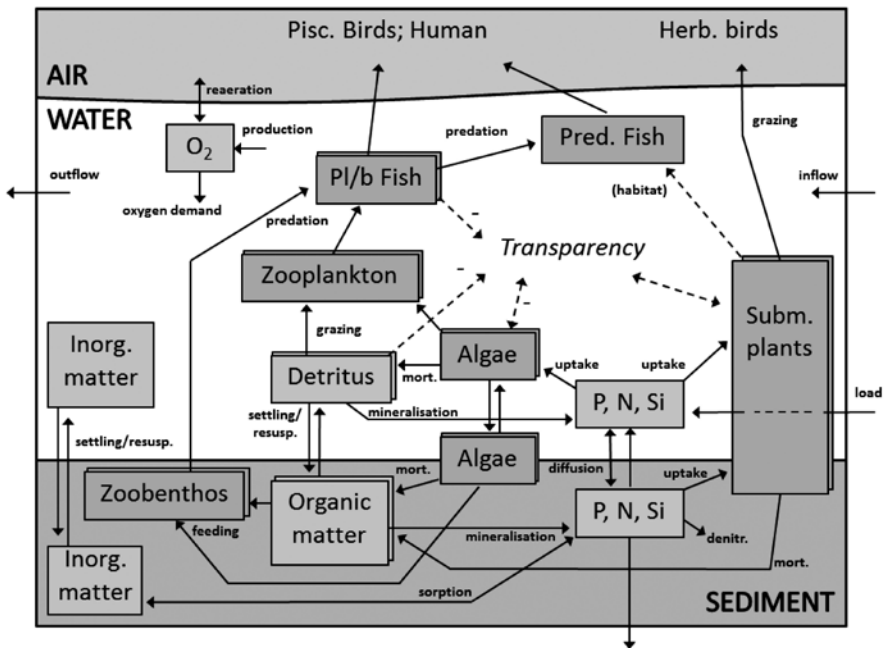 Pisc. Birds; Human
Herb. birds
AIR
reaeration
WATER
O2
production
predation
Pred. Fish
grazing
outflow
Pl/b Fish
(habitat)
inflow
oxygen demand
predation
-
Transparency
Zooplankton
-
-
Subm.
plants
grazing
Inorg.
matter
Algae
uptake
uptake
Detritus
mort.
P, N, Si
load
settling/
resusp.
mineralisation
settling/resusp.
Algae
mort.
diffusion
uptake
Zoobenthos
Organic
matter
P, N, Si
feeding
mineralisation
denitr.
Inorg.
matter
mort.
sorption
SEDIMENT